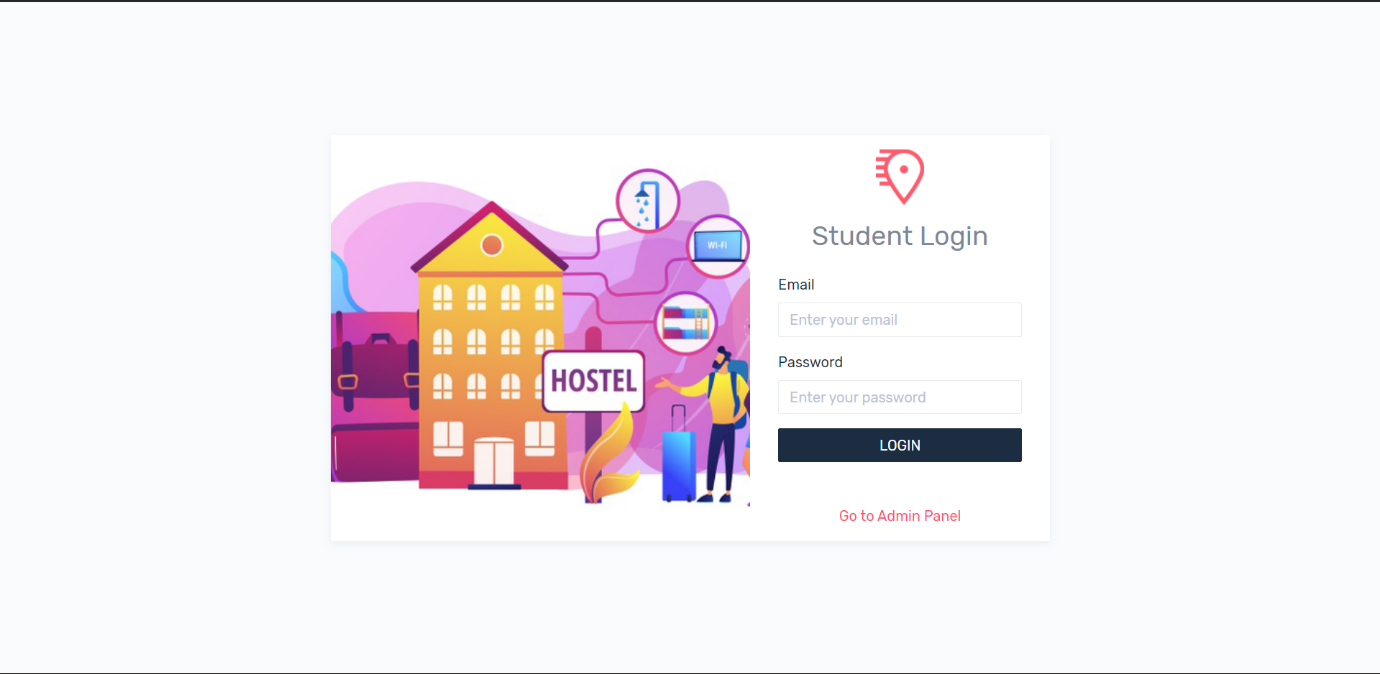 WI-FI
HOSTEL
Student Login
Email
Enter your email
Password
Enter your password
LOGIN
Go to Admin Panel